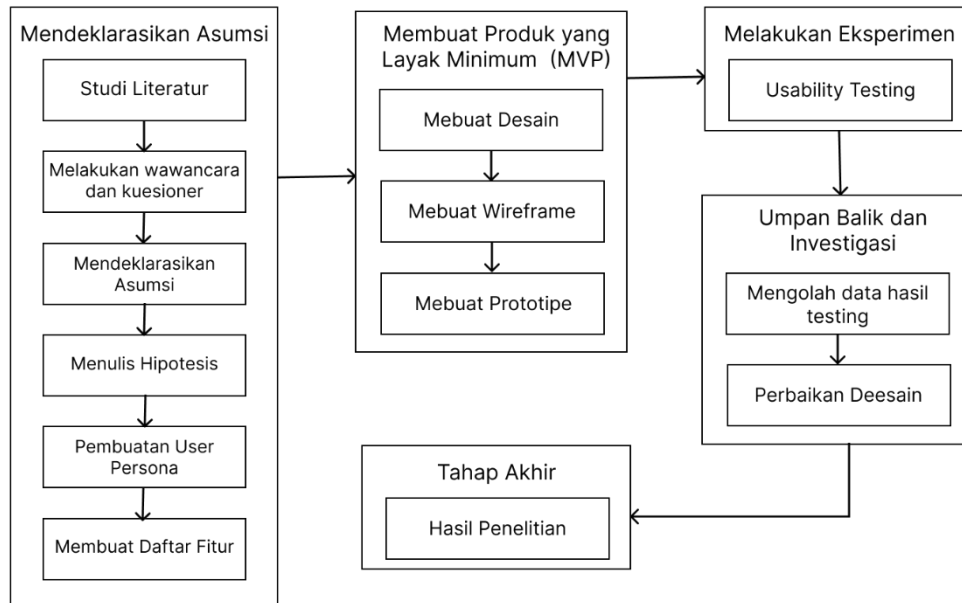 Mendeklarasikan Asumsi
Studi Literatur
Melakukan wawancara
dan kuesioner
Mendeklarasikan
Asumsi
Menulis Hipotesis
Pembuatan User
Persona
Membuat Daftar Fitur
Membuat Produk yang
Layak Minimum (MVP)
Mebuat Desain
Mebuat Wireframe
Mebuat Prototipe
Melakukan Eksperimen
Usability Testing
Umpan Balik dan
Investigasi
Mengolah data hasil
testing
Perbaikan Deesain
Tahap Akhir
Hasil Penelitian